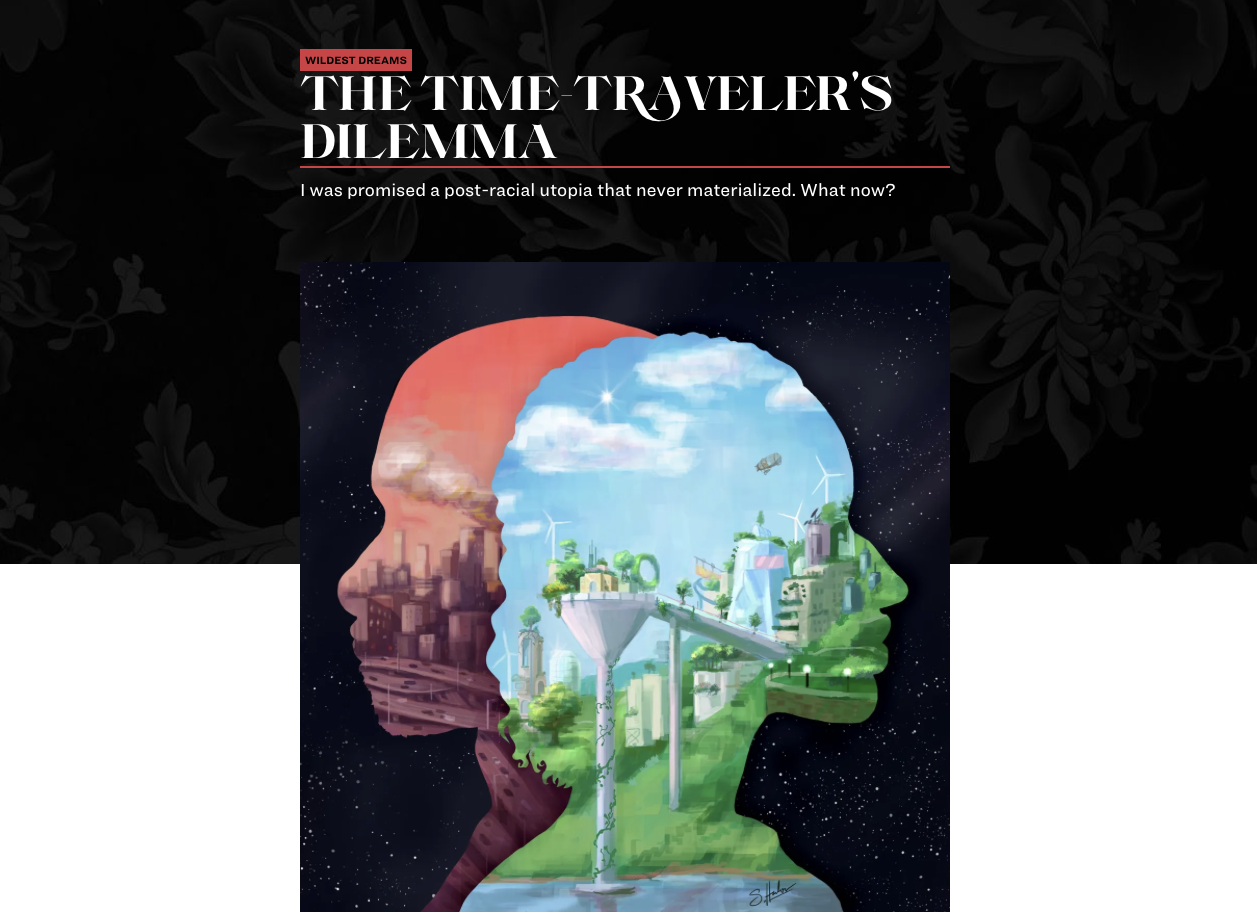 WILDEST DREAMS
THE TIME-TRAVELER'S
DILEMMA
I was promised a post-racial utopia that never materialized. What now?